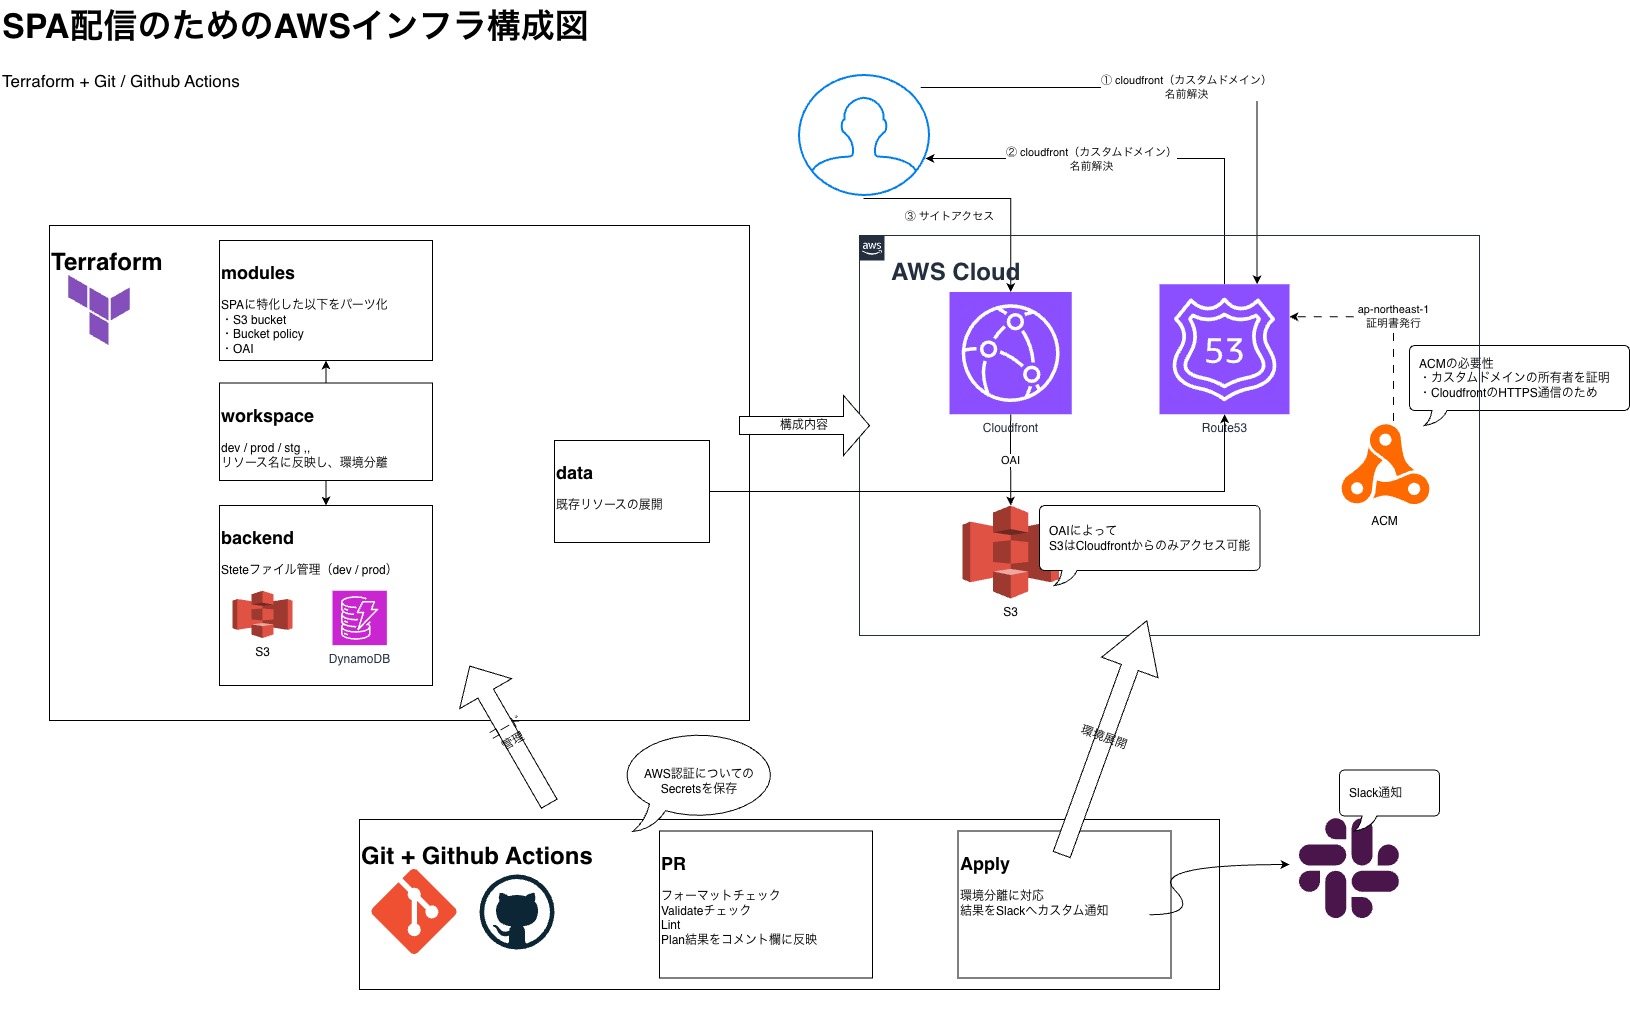 SPA配信のためのAWSインフラ構成図
Terraform + Git / Github Actions
① cloudfront（カスタムドメイン）
名前解決
② cloudfront（カスタムドメイン）
名前解決
③ サイトアクセス
Terraform
modules
SPAに特化した以下をパーツ化
・S3 bucket
・Bucket policy
・OAI
workspace
dev / prod / stg ,,
リソース名に反映し、環境分離
backend
Steteファイル管理（dev / prod）
S3
DynamoDB
data
既存リソースの展開
構成内容
aws
AWS Cloud
Cloudfront
OAI
53
Route53
ap-northeast-1
証明書発行
ACMの必要性
・カスタムドメインの所有者を証明
・CloudfrontのHTTPS通信のため
ACM
OAIによって
S3はCloudfrontからのみアクセス可能
S3
コード
管理
環境展開
AWS認証についての
Secretsを保存
Slack通知
Git + Github Actions
PR
フォーマットチェック
Validateチェック
Lint
Plan結果をコメント欄に反映
Apply
環境分離に対応
結果をSlackへカスタム通知